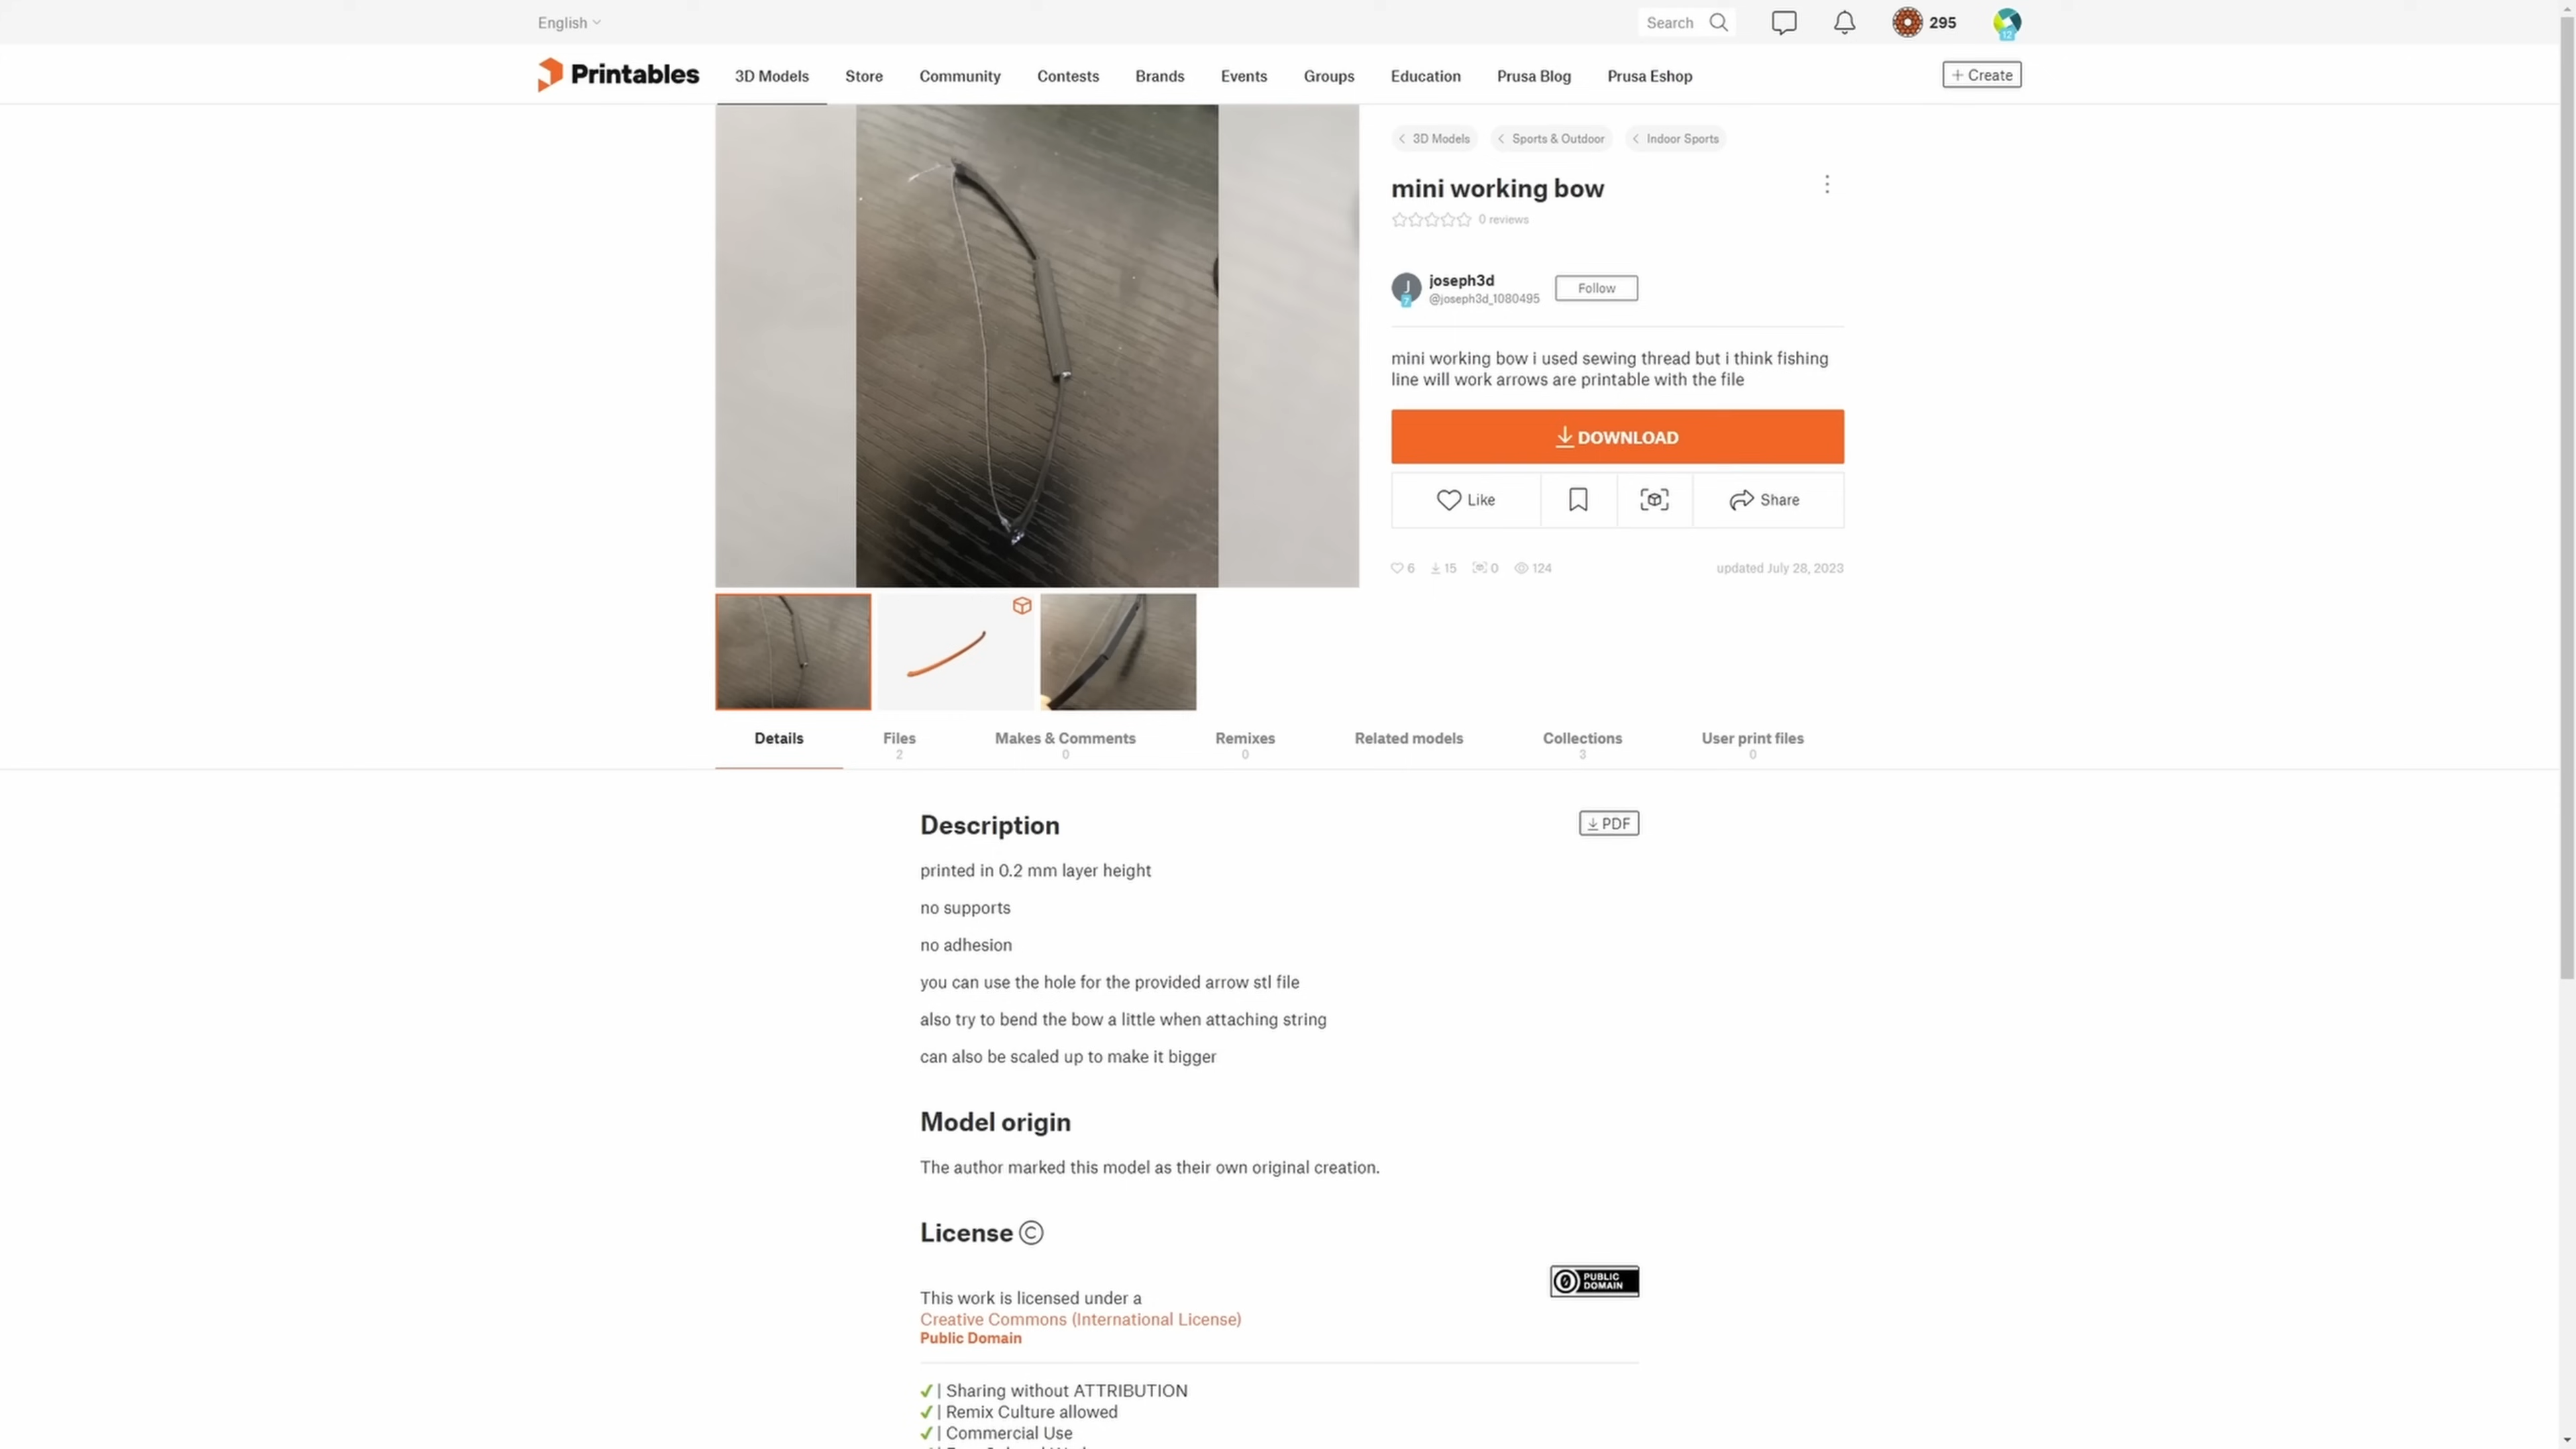 English
Search
295
12
Printables
3D Models
Store
Community
Contests
Brands
Events
Groups
Education
Prusa Blog
Prusa Eshop
+ Create
3D Models
Sports & Outdoor
Indoor Sports
mini working bow
0 reviews
J
7
joseph3d
@joseph3d_1080495
Follow
mini working bow i used sewing thread but i think fishing
line will work arrows are printable with the file
DOWNLOAD
Like
Share
6
15
0
124
updated July 28, 2023
Details
Files
2
Makes & Comments
0
Remixes
0
Related models
Collections
3
User print files
0
Description
PDF
printed in 0.2 mm layer height
no supports
no adhesion
you can use the hole for the provided arrow stl file
also try to bend the bow a little when attaching string
can also be scaled up to make it bigger
Model origin
The author marked this model as their own original creation.
License ©
PUBLIC
DOMAIN
This work is licensed under a
Creative Commons (International License)
Public Domain
✔ | Sharing without ATTRIBUTION
✔ | Remix Culture allowed
✔ | Commercial Use